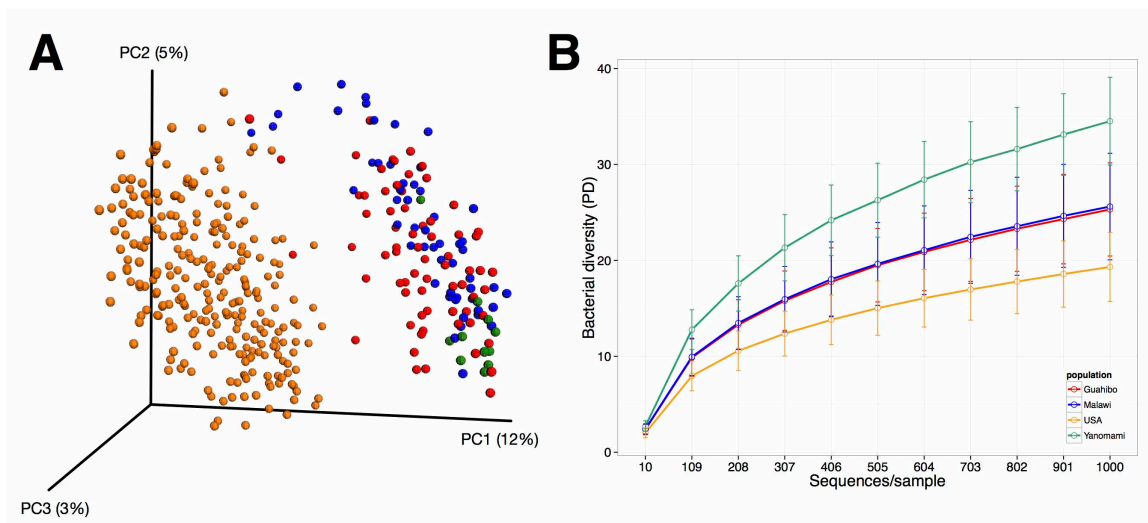 A
PC2 (5%)
PC1 (12%)
PC3 (3%)
B
Bacterial diversity (PD)
40
30
20
10
0
10 109 208 307 406 505 604 703 802 901 1000
Sequences/sample
population
Guahibo
Malawi
USA
Yanomami